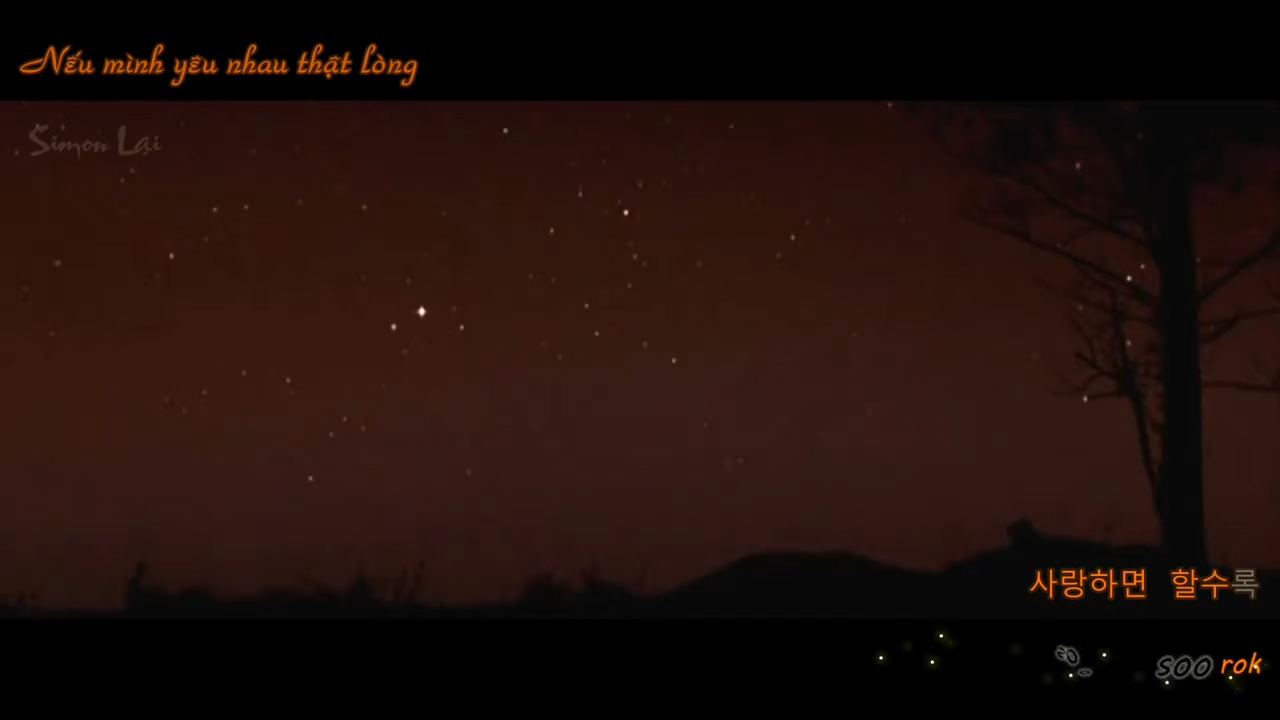 Nếu mình yêu nhau thật lòng
Simon Lại
사랑하면 할수록
soo rok